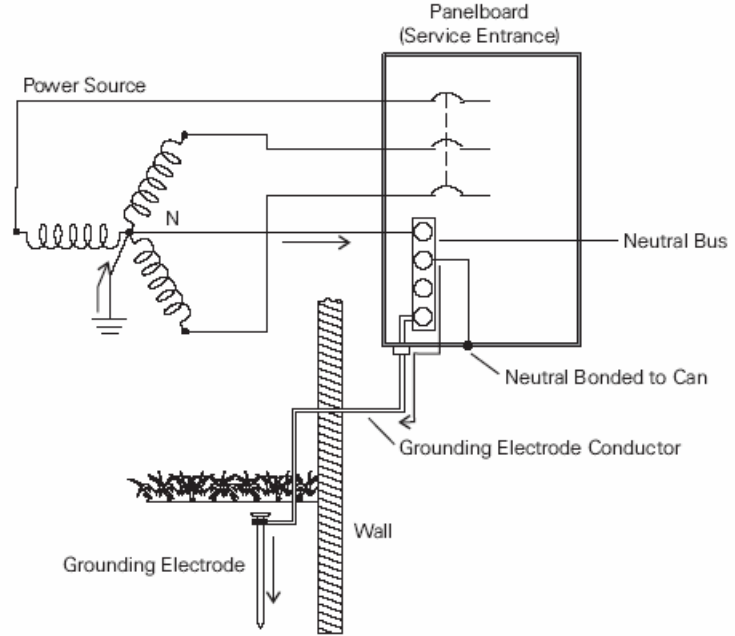 Panelboard
(Service Entrance)
Power Source
N
Neutral Bus
Neutral Bonded to Can
Grounding Electrode Conductor
Wall
Grounding Electrode